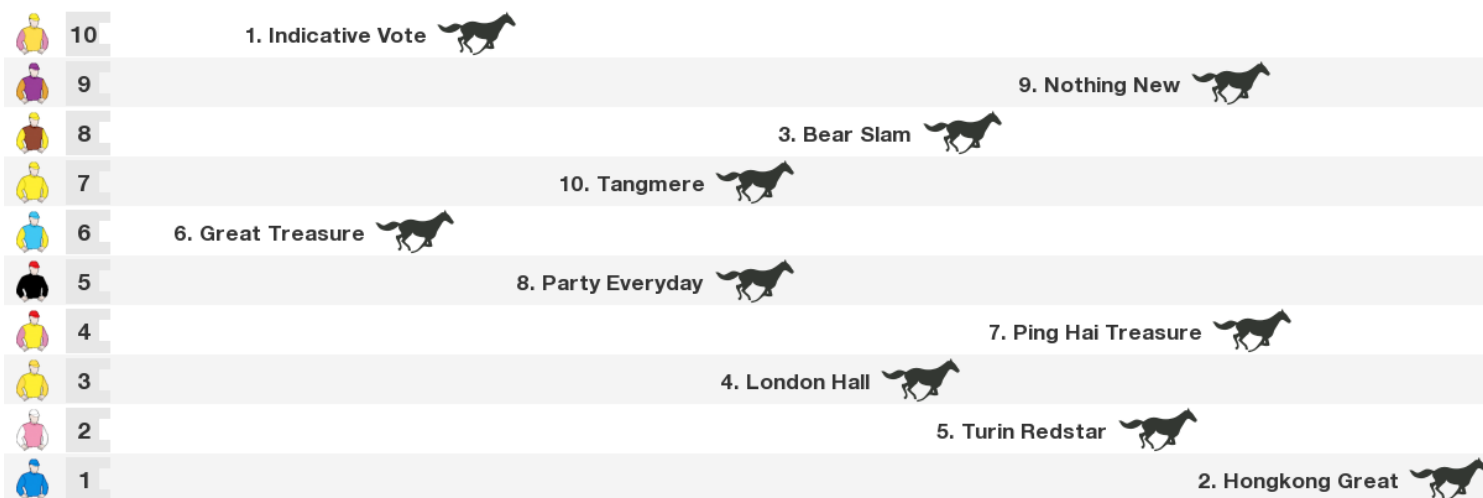 10 1. Indicative Vote
9 9. Nothing New
8 3. Bear Slam
7 10. Tangmere
6 6. Great Treasure
5 8. Party Everyday
4 7. Ping Hai Treasure
3 4. London Hall
2 5. Turin Redstar
1 2. Hongkong Great